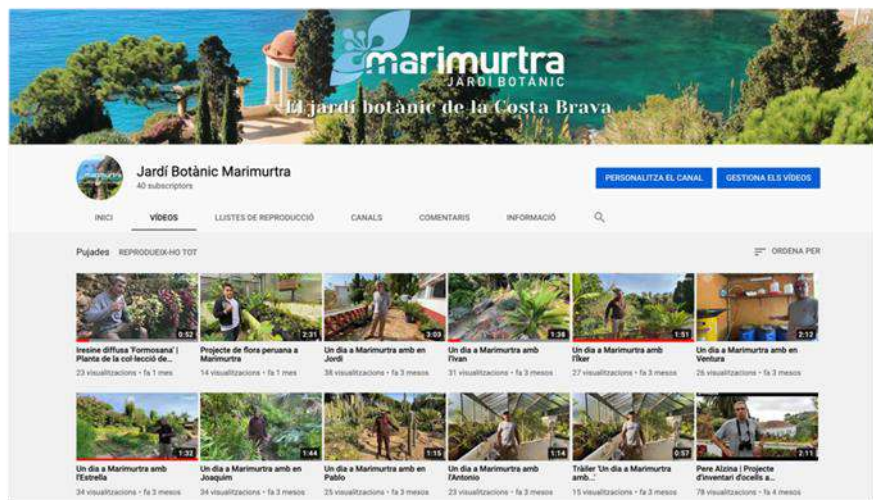 marimurtra
JARDÍ BOTÀNIC
El jardí botànic de la Costa Brava
marimurtra
Jardí Botànic Marimurtra
40 subscriptors
PERSONALITZA EL CANAL
GESTIONA ELS VÍDEOS
INICI VÍDEOS LLISTES DE REPRODUCCIÓ CANALS COMENTARIS INFORMACIÓ
Pujades REPRODUEIX-HO TOT ORDENA PER
0:52
Iresine diffusa 'Formosana' |
Planta de la col·lecció de...
23 visualitzacions • fa 1 mes
2:31
Projecte de flora peruana a
Marimurtra
14 visualitzacions • fa 1 mes
3:03
Un dia a Marimurtra amb en
Jordi
38 visualitzacions • fa 3 mesos
1:38
Un dia a Marimurtra amb
l'Ivan
31 visualitzacions • fa 3 mesos
1:51
Un dia a Marimurtra amb
l'Iker
27 visualitzacions • fa 3 mesos
2:12
Un dia a Marimurtra amb en
Ventura
26 visualitzacions • fa 3 mesos
1:32
Un dia a Marimurtra amb
l'Estrella
34 visualitzacions • fa 3 mesos
1:44
Un dia a Marimurtra amb en
Joaquim
34 visualitzacions • fa 3 mesos
1:15
Un dia a Marimurtra amb en
Pablo
25 visualitzacions • fa 3 mesos
1:14
Un dia a Marimurtra amb
l'Antonio
23 visualitzacions • fa 3 mesos
0:57
Tràiler 'Un dia a Marimurtra
amb...'
15 visualitzacions • fa 3 mesos
2:11
Pere Alzina | Projecte
d'inventari d'ocells a...
78 visualitzacions • fa 4 mesos